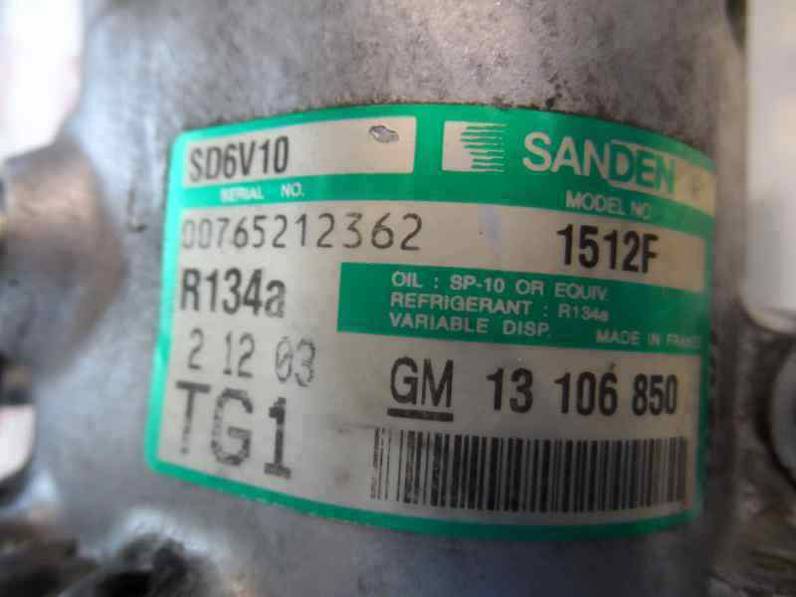 SD6V10
SANDEN
SERIAL NO.
MODEL NO
00765212362
1512F
R134a
OIL : SP-10 OR EQUIV.
REFRIGERANT : R134a
VARIABLE DISP.
MADE IN FRANCE
2 12 03
GM 13 106 850
TG1